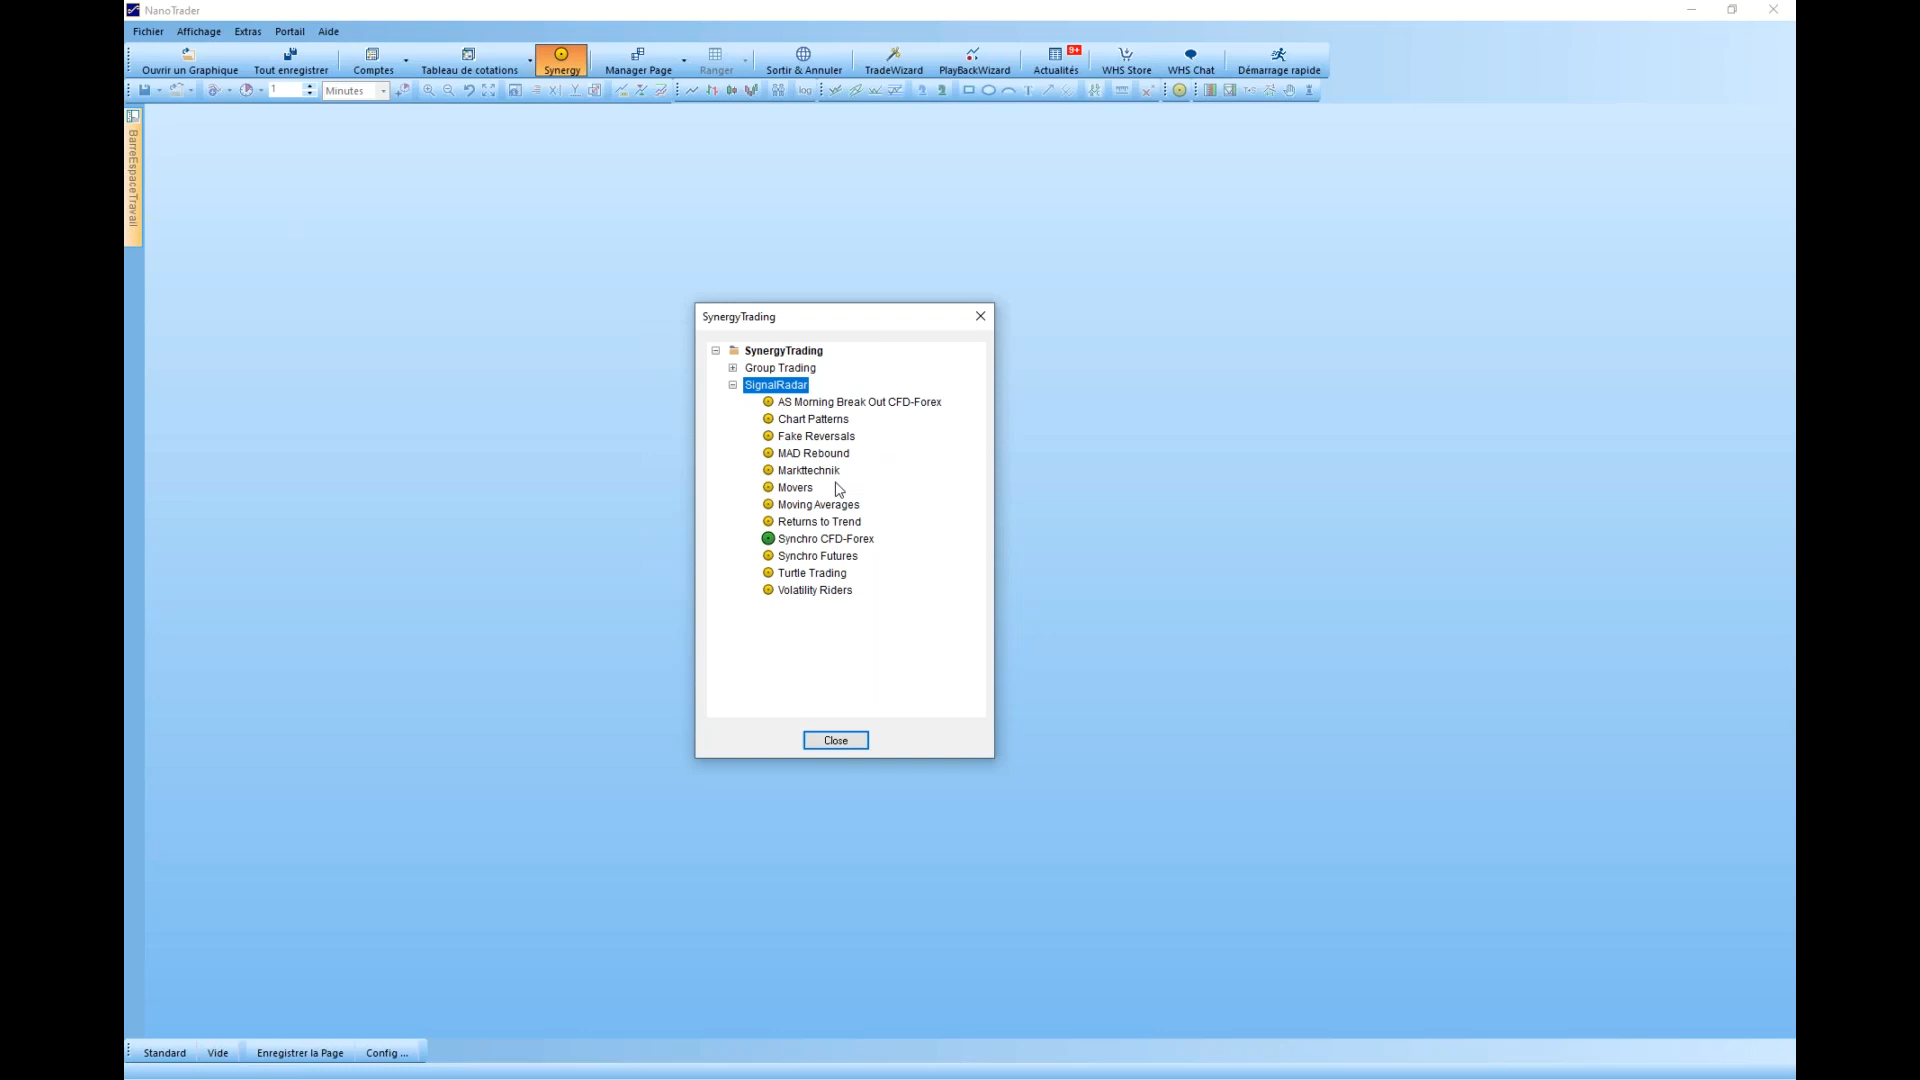 NanoTrader
Fichier Affichage Extras Portail Aide
Ouvrir un Graphique Tout enregistrer Comptes Tableau de cotations Synergy Manager Page Ranger Sortir & Annuler TradeWizard PlayBackWizard 9+ Actualités WHS Store WHS Chat Démarrage rapide
1 Minutes log
BarreEspaceTravail
SynergyTrading
SynergyTrading
Group Trading
SignalRadar
AS Morning Break Out CFD-Forex
Chart Patterns
Fake Reversals
MAD Rebound
Markttechnik
Movers
Moving Averages
Returns to Trend
Synchro CFD-Forex
Synchro Futures
Turtle Trading
Volatility Riders
Close
Standard Vide Enregistrer la Page Config ...